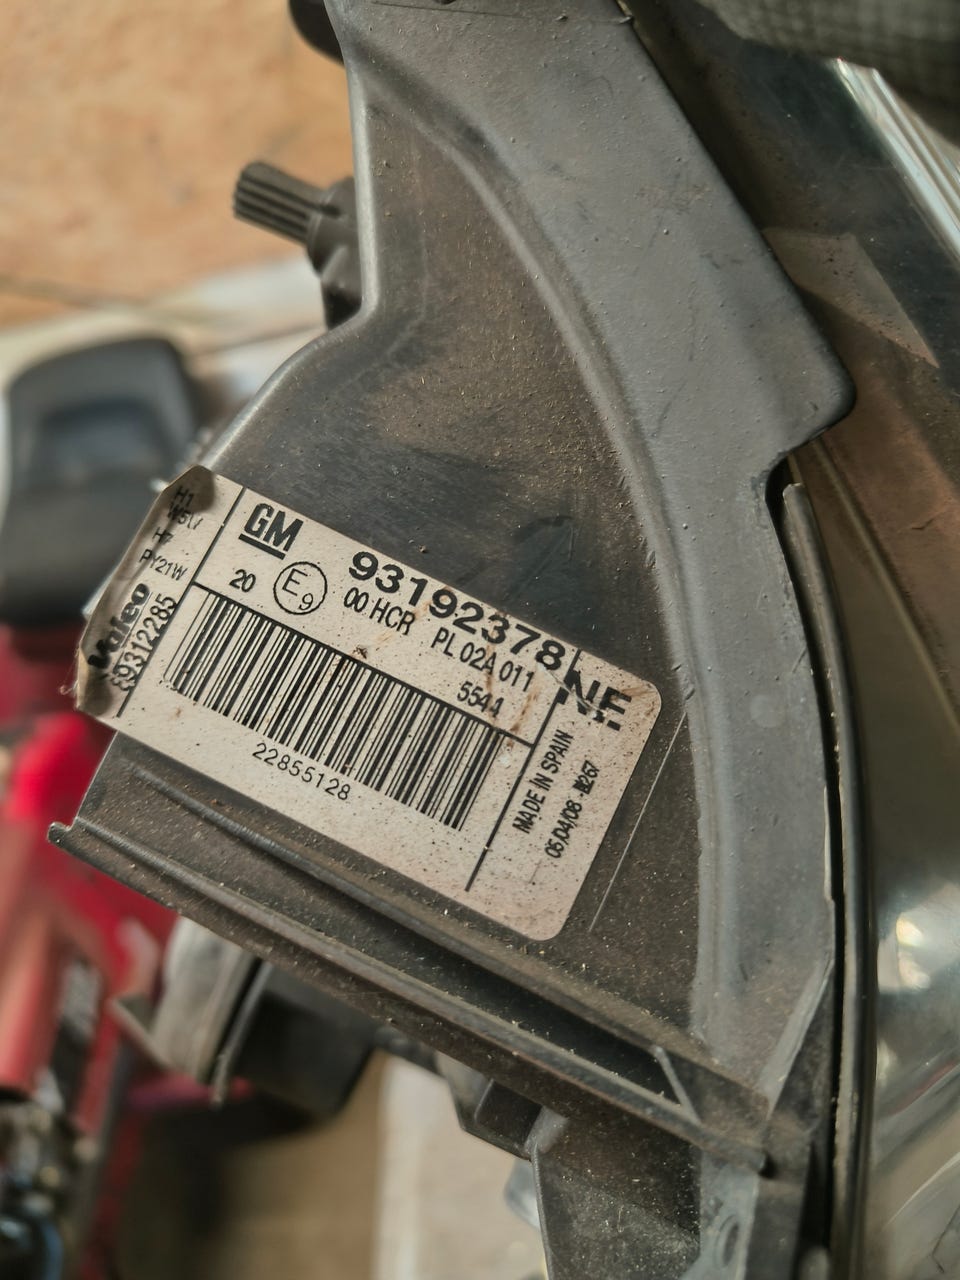 H1
W5W
H7
PY21W
Valeo
89312285
GM
93192378
NF
20 E9 00 HCR PL 02A 011
5544
22855128
MADE IN SPAIN
05/04/08